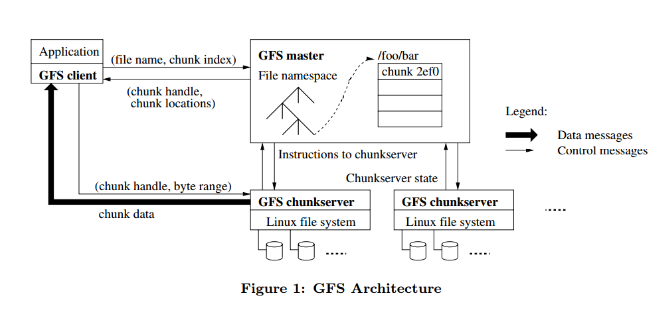 Application
GFS client
(file name, chunk index)
(chunk handle,
chunk locations)
GFS master
File namespace
/foo/bar
chunk 2ef0
Legend:
Data messages
Control messages
Instructions to chunkserver
Chunkserver state
(chunk handle, byte range)
chunk data
GFS chunkserver
Linux file system
GFS chunkserver
Linux file system
Figure 1: GFS Architecture